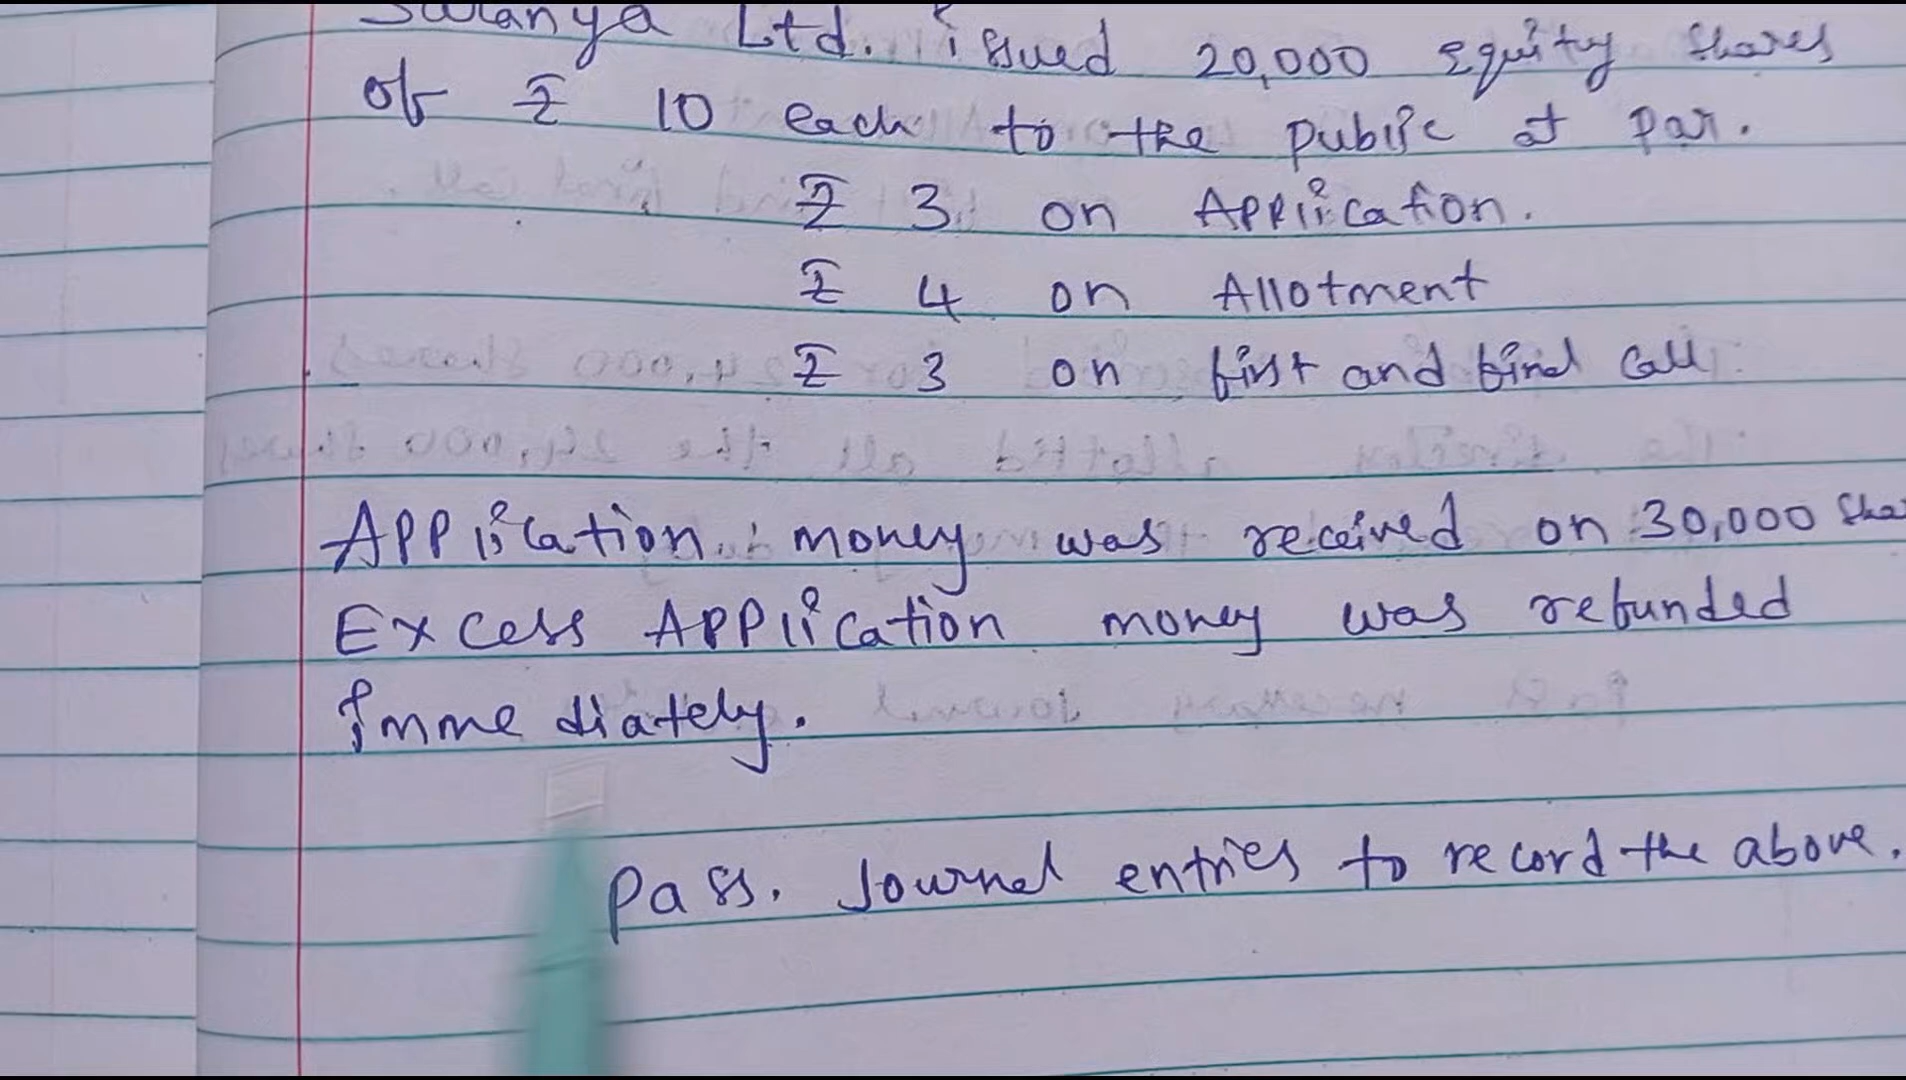 Ltd. issued 20,000 Equity Shares
of ₹ 10 each to the public at par.
₹ 3 on Application.
₹ 4 on Allotment
₹ 3 on first and final call.
Application money was received on 30,000 Sha
Excess Application money was refunded
immediately.
Pass. Journal entries to record the above.